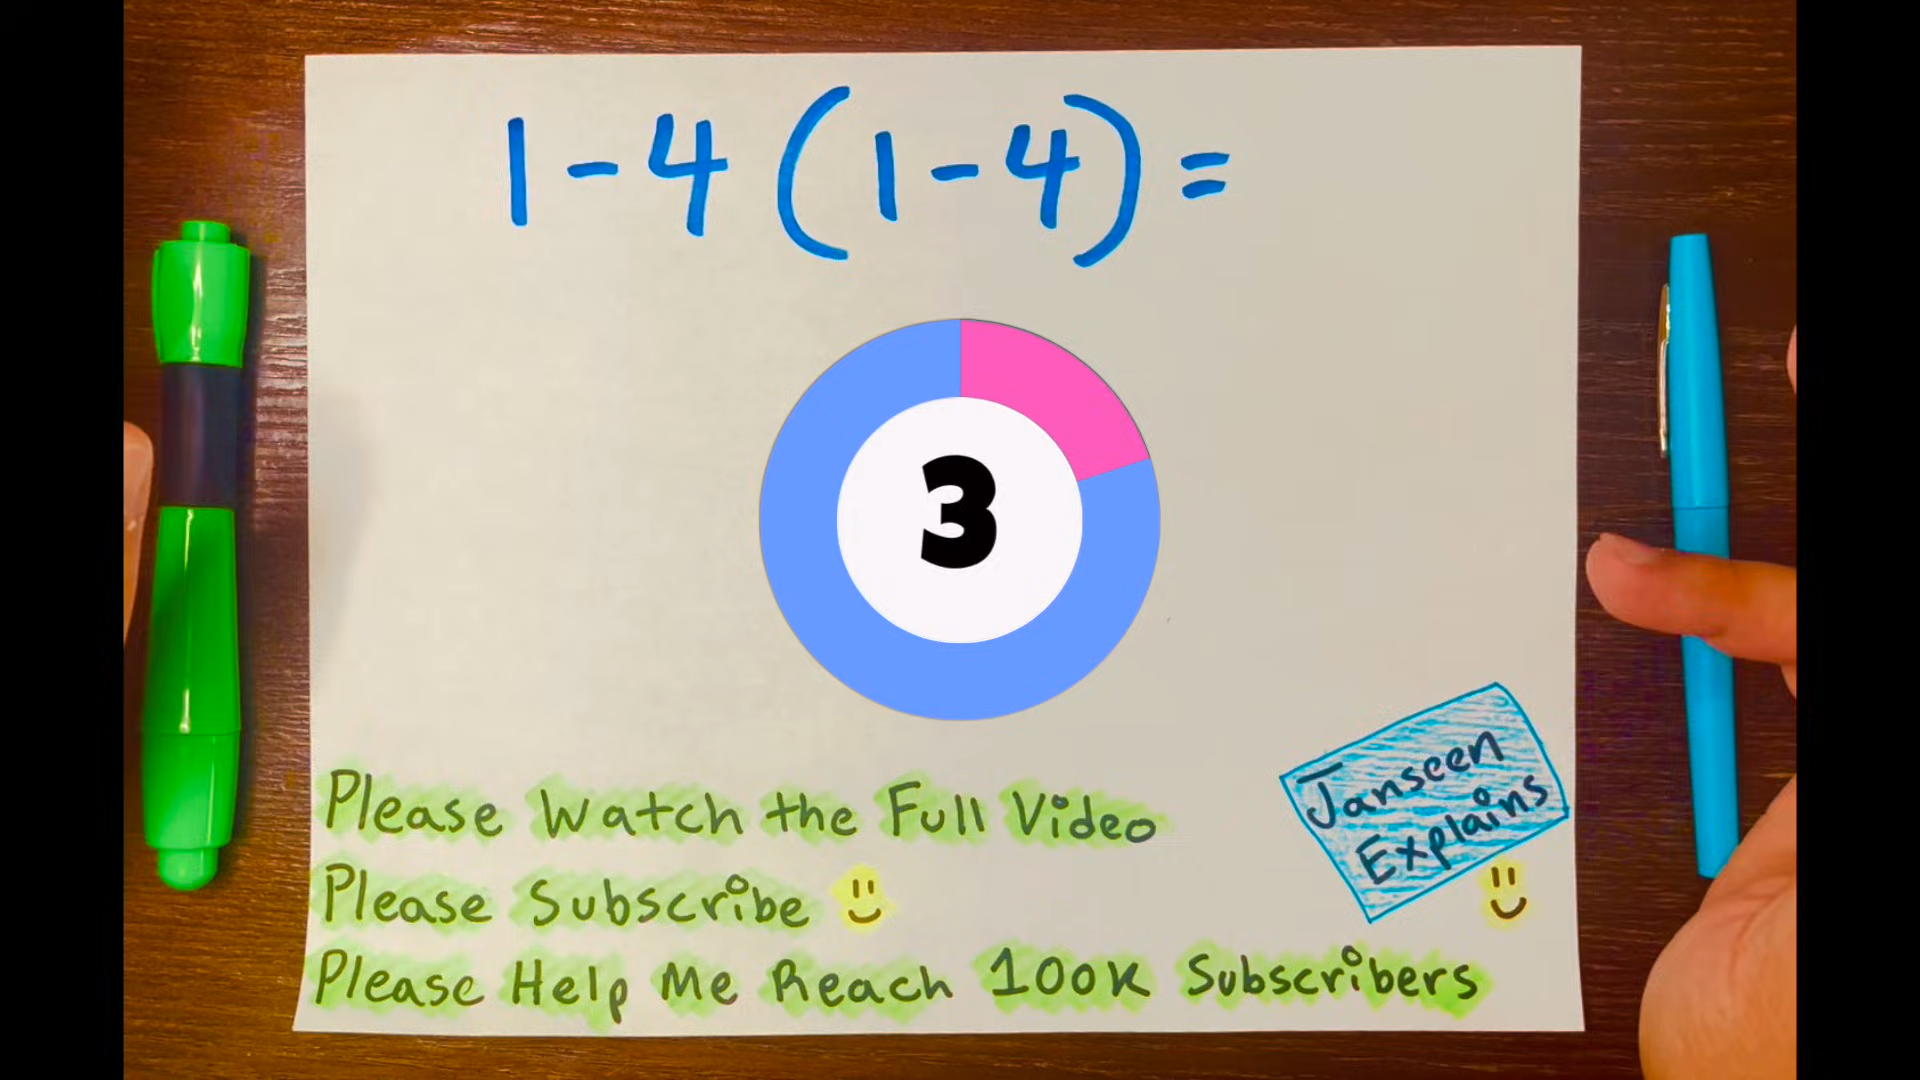 1-4(1-4)=
3
Janseen
Explains
Please Watch the Full Video
Please Subscribe
Please Help Me Reach 100K Subscribers